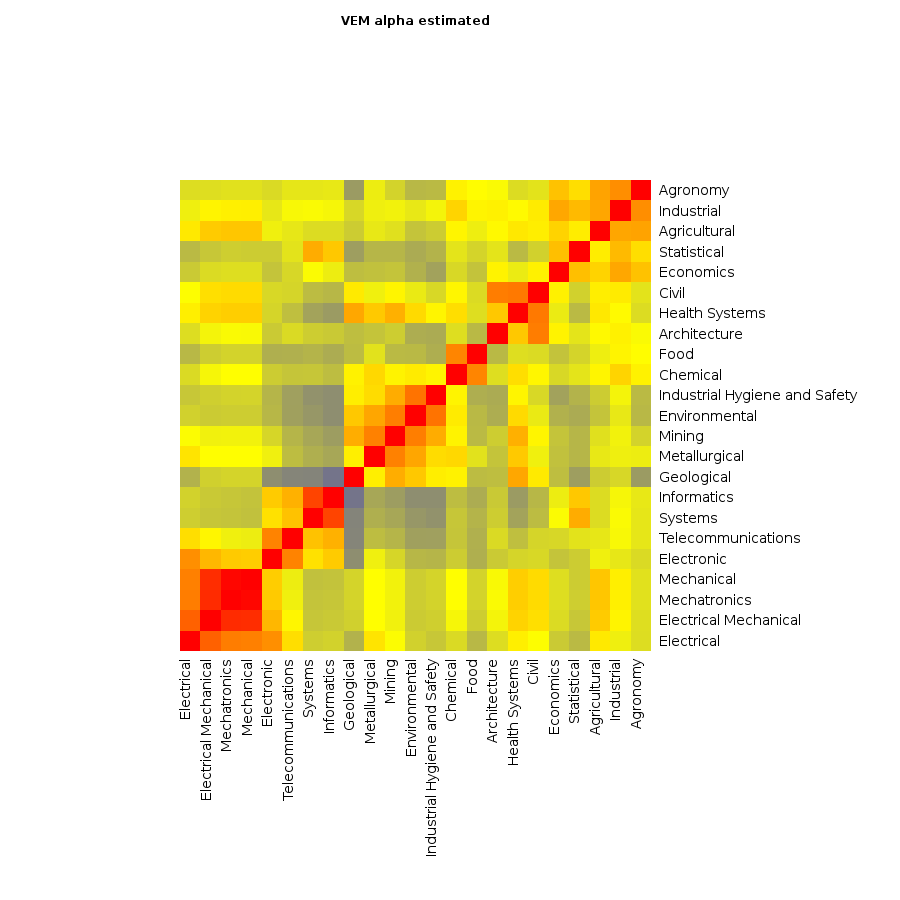 VEM alpha estimated
Agronomy
Industrial
Agricultural
Statistical
Economics
Civil
Health Systems
Architecture
Food
Chemical
Industrial Hygiene and Safety
Environmental
Mining
Metallurgical
Geological
Informatics
Systems
Telecommunications
Electronic
Mechanical
Mechatronics
Electrical Mechanical
Electrical
Electrical
Electrical Mechanical
Mechatronics
Mechanical
Electronic
Telecommunications
Systems
Informatics
Geological
Metallurgical
Mining
Environmental
Industrial Hygiene and Safety
Chemical
Food
Architecture
Health Systems
Civil
Economics
Statistical
Agricultural
Industrial
Agronomy